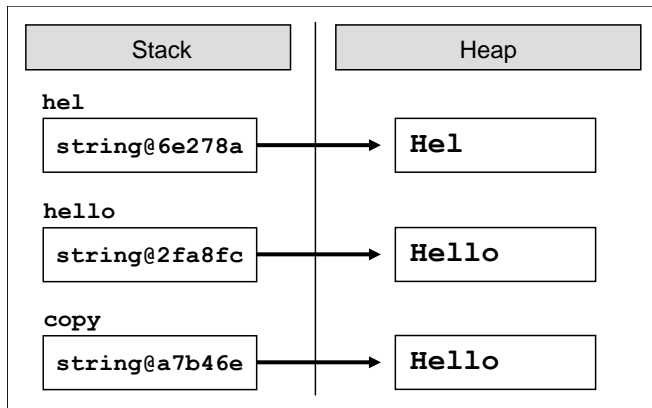 Stack Heap
hel
string@6e278a Hel
hello
string@2fa8fc Hello
copy
string@a7b46e Hello